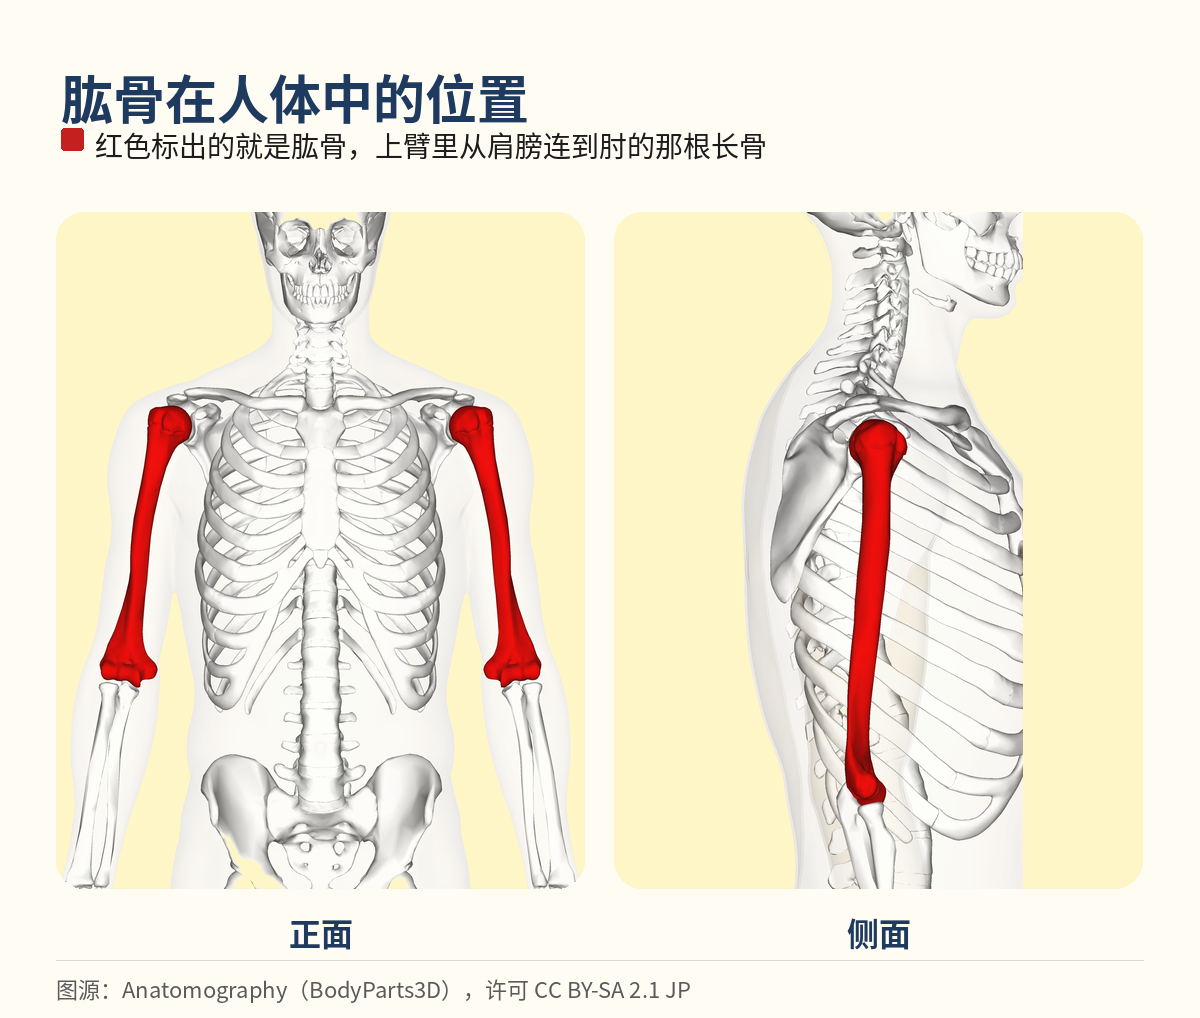 肱骨在人体中的位置
红色标出的就是肱骨，上臂里从肩膀连到肘的那根长骨
正面
侧面
图源：Anatomography（BodyParts3D），许可 CC BY-SA 2.1 JP